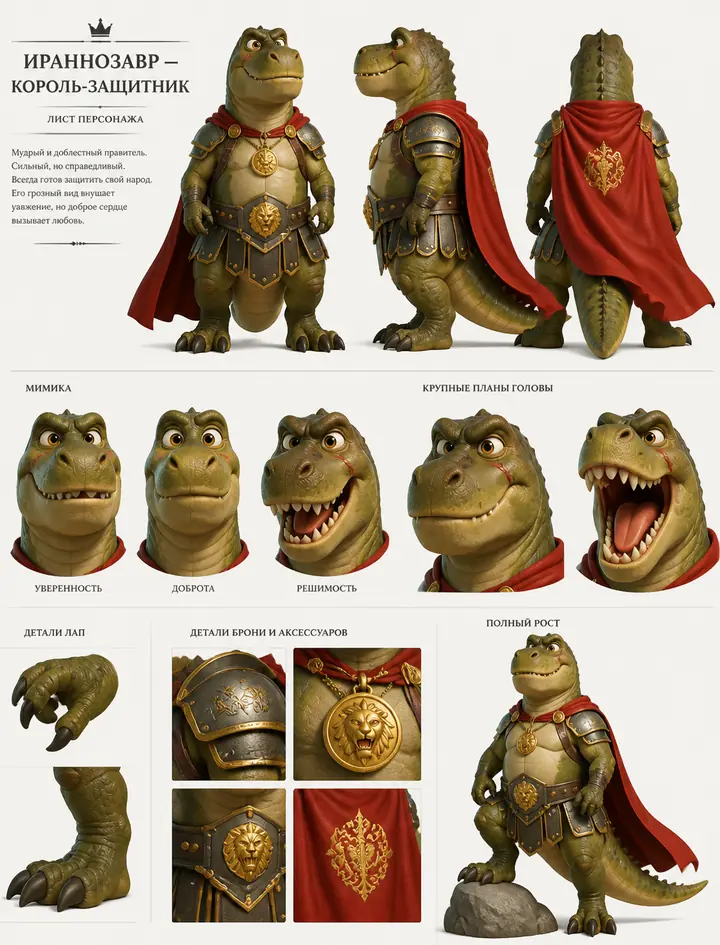 ИРАННОЗАВР –
КОРОЛЬ-ЗАЩИТНИК
ЛИСТ ПЕРСОНАЖА
Мудрый и доблестный правитель.
Сильный, но справедливый.
Всегда готов защитить свой народ.
Его грозный вид внушает
уавжение, но доброе сердце
вызывает любовь.
МИМИКА
КРУПНЫЕ ПЛАНЫ ГОЛОВЫ
УВЕРЕННОСТЬ
ДОБРОТА
РЕШИМОСТЬ
ДЕТАЛИ ЛАП
ДЕТАЛИ БРОНИ И АКСЕССУАРОВ
ПОЛНЫЙ РОСТ